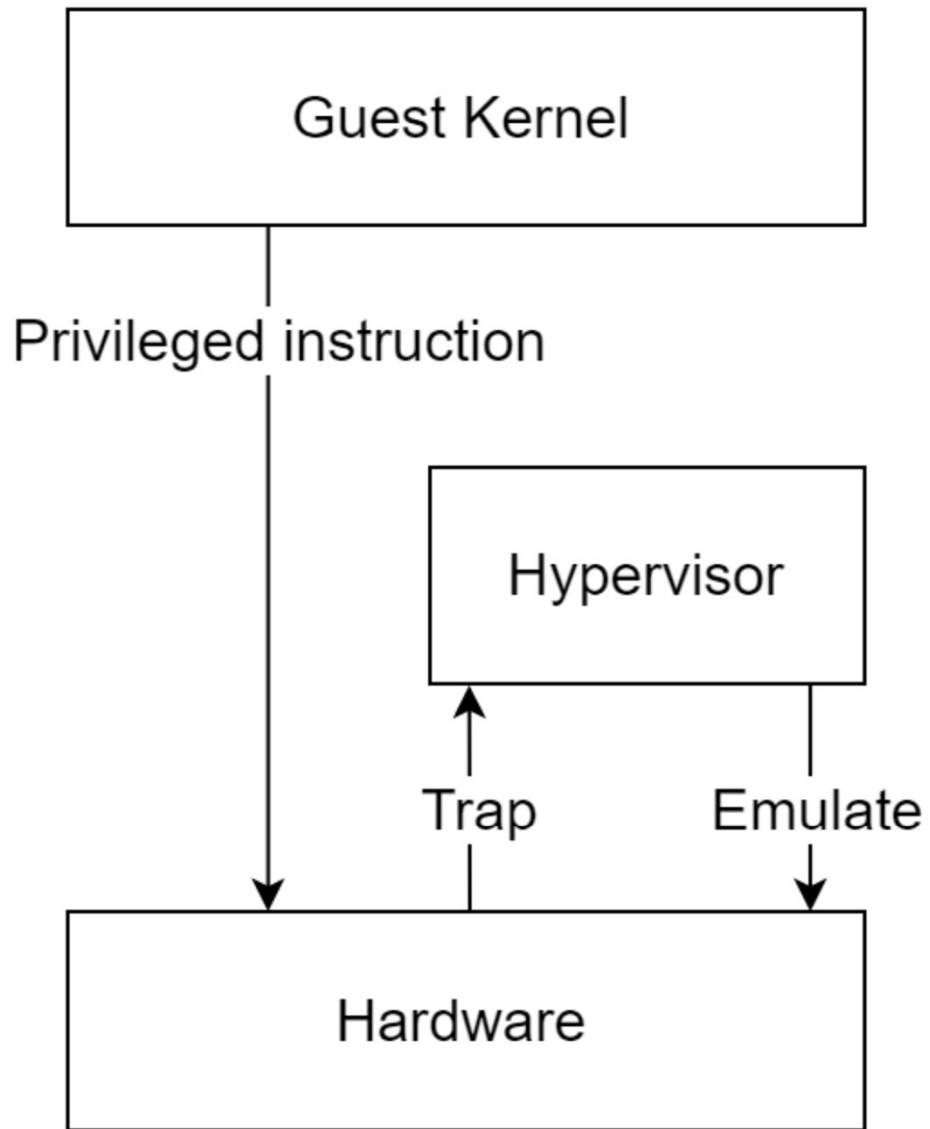 Guest Kernel
Privileged instruction
Hypervisor
Trap
Emulate
Hardware